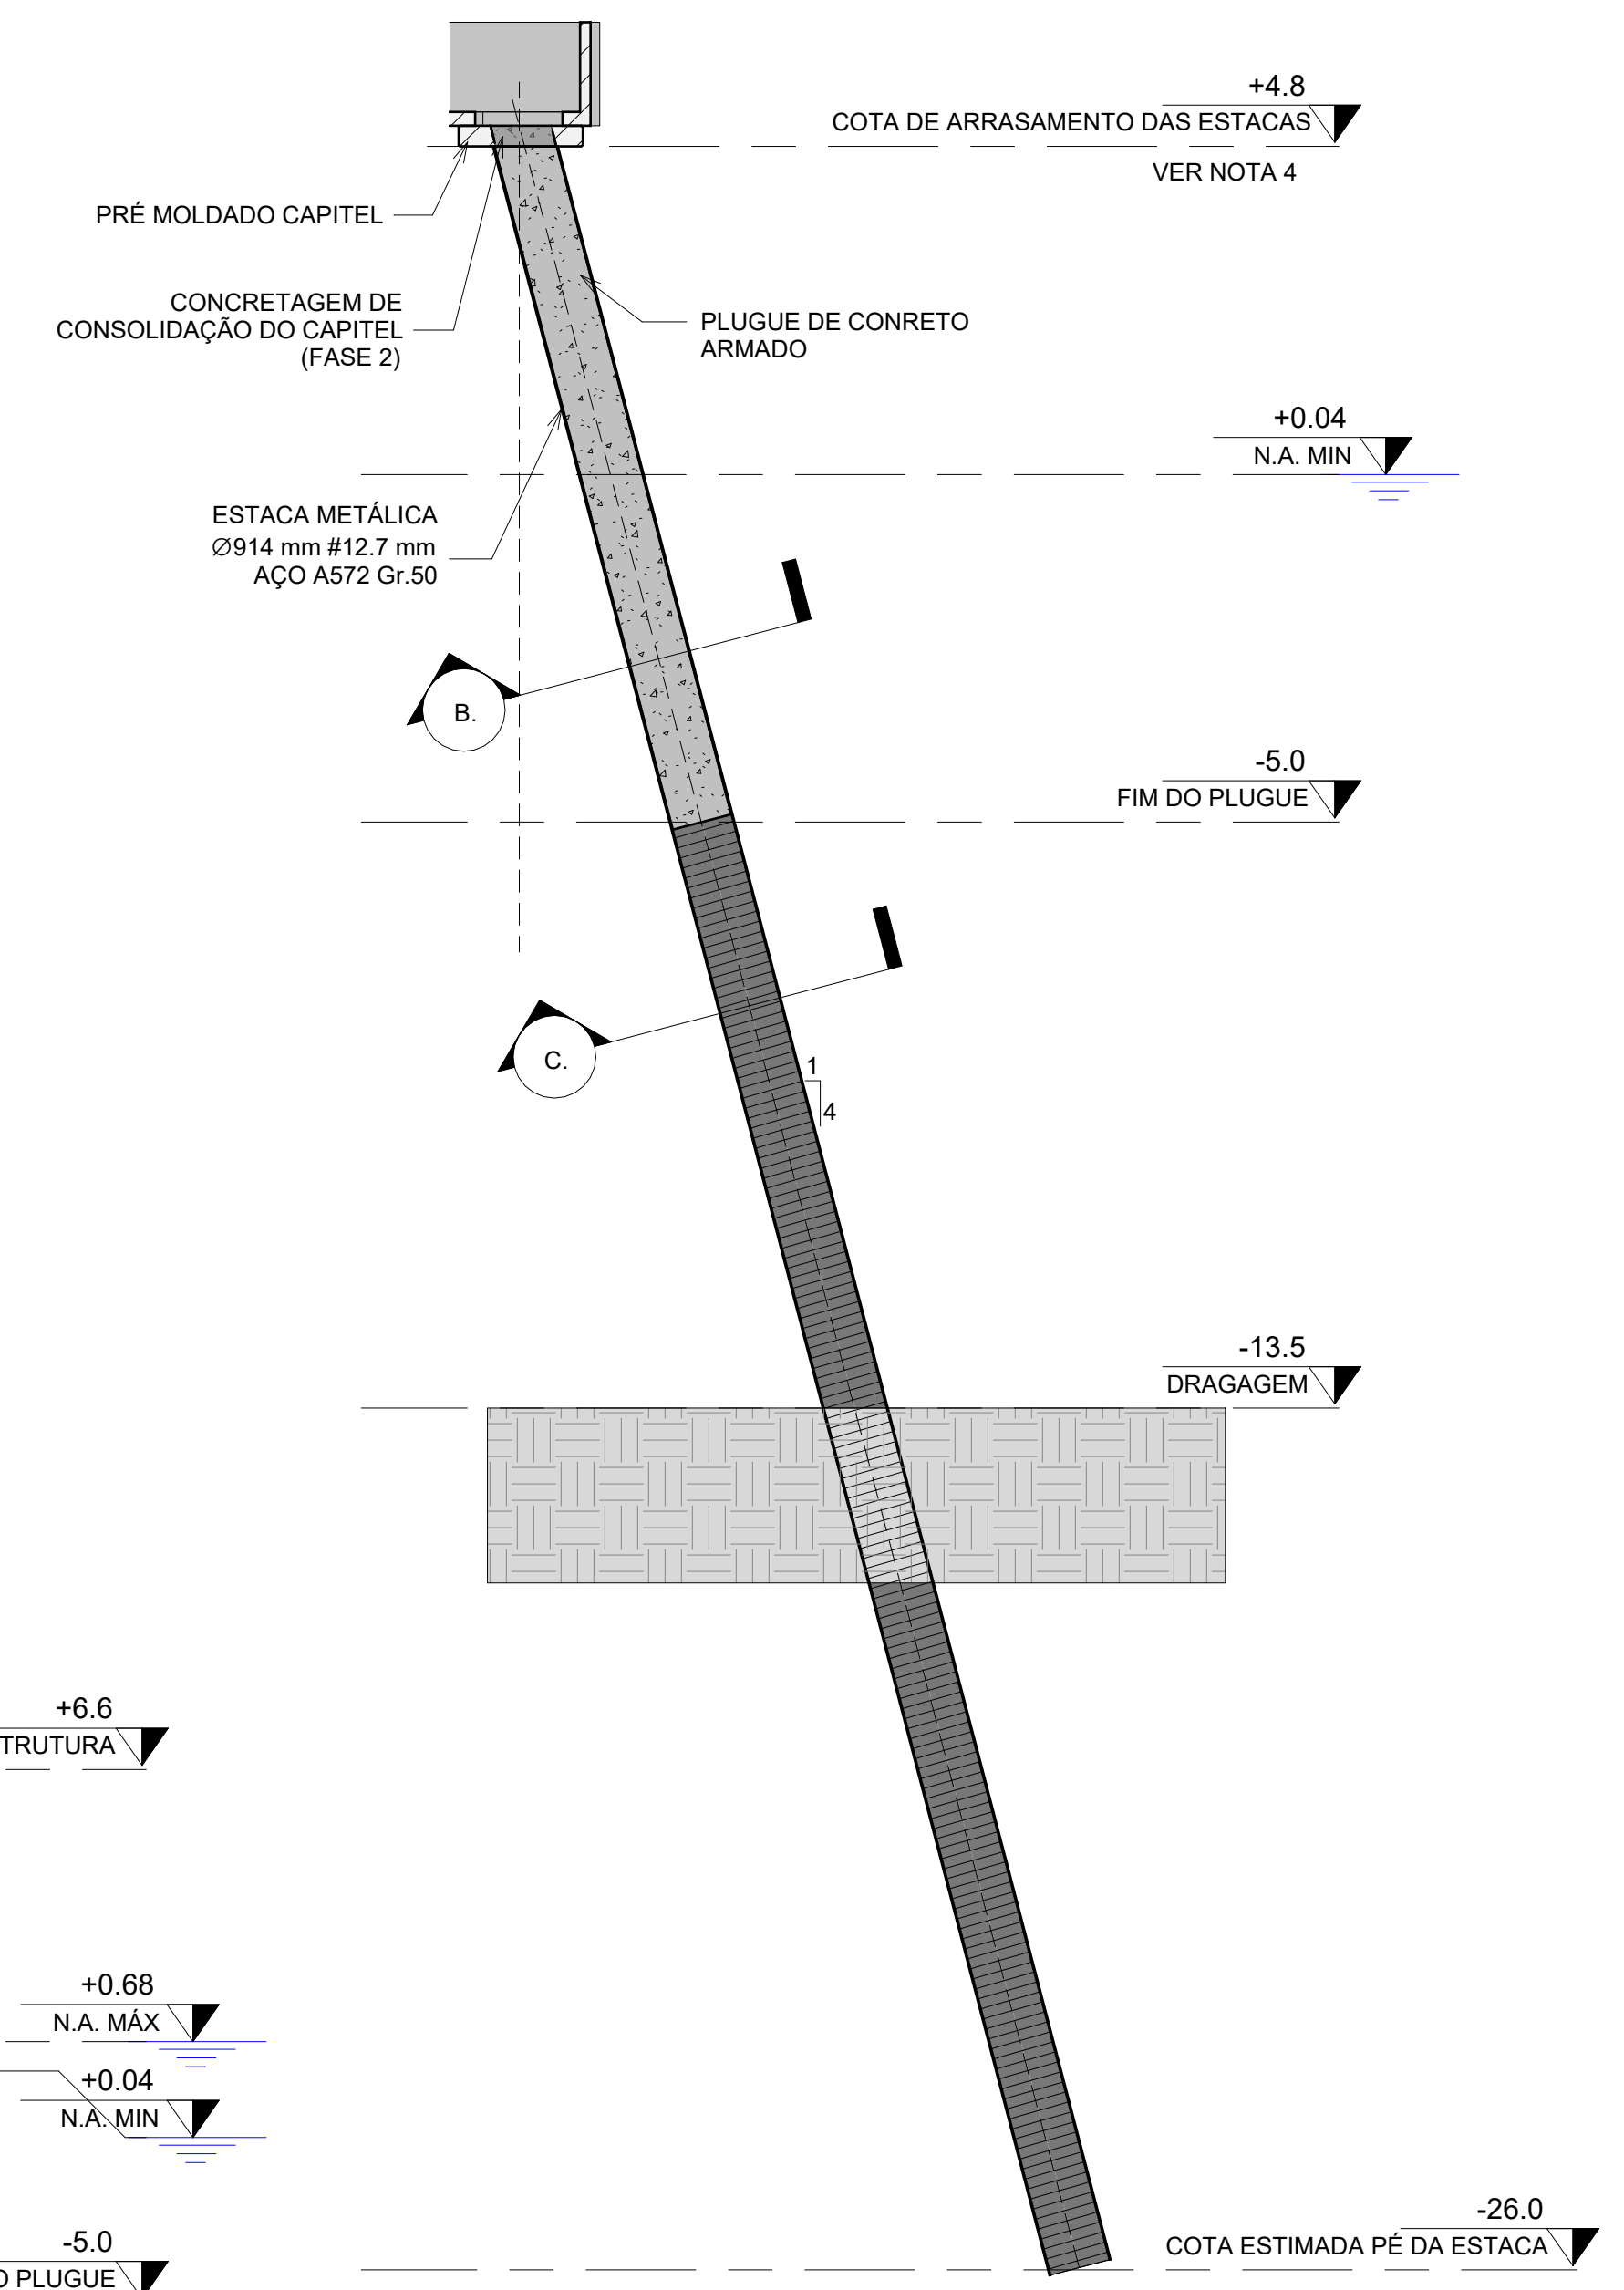 +4.8
COTA DE ARRASAMENTO DAS ESTACAS
VER NOTA 4
PRÉ MOLDADO CAPITEL
CONCRETAGEM DE
CONSOLIDAÇÃO DO CAPITEL
(FASE 2)
PLUGUE DE CONRETO
ARMADO
+0.04
N.A. MIN
ESTACA METÁLICA
Ø914 mm #12.7 mm
AÇO A572 Gr.50
B.
-5.0
FIM DO PLUGUE
C.
1
4
-13.5
DRAGAGEM
+6.6
TRUTURA
+0.68
N.A. MÁX
+0.04
N.A. MIN
-5.0
O PLUGUE
-26.0
COTA ESTIMADA PÉ DA ESTACA